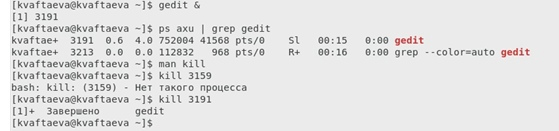 [kvaftaeva@kvaftaeva ~]$ gedit &
[1] 3191
[kvaftaeva@kvaftaeva ~]$ ps axu | grep gedit
kvaftae+  3191  0.6  4.0 752004 41568 pts/0    Sl   00:15   0:00 gedit
kvaftae+  3213  0.0  0.0 112832   968 pts/0    R+   00:16   0:00 grep --color=auto gedit
[kvaftaeva@kvaftaeva ~]$ man kill
[kvaftaeva@kvaftaeva ~]$ kill 3159
bash: kill: (3159) - Нет такого процесса
[kvaftaeva@kvaftaeva ~]$ kill 3191
[1]+  Завершено      gedit
[kvaftaeva@kvaftaeva ~]$